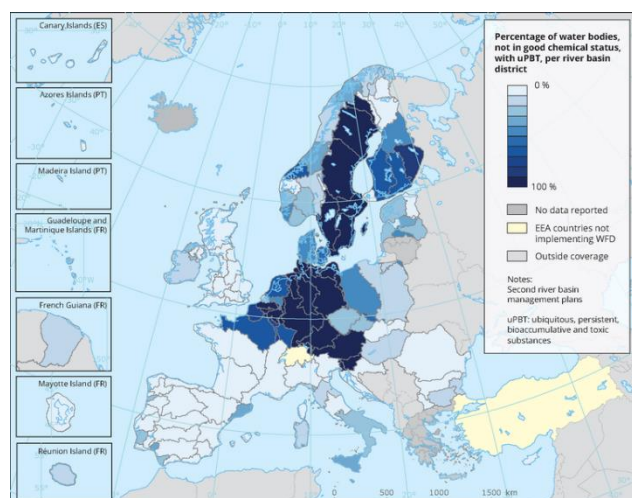 Canary Islands (ES)
Azores Islands (PT)
Madeira Island (PT)
Guadeloupe and
Martinique Islands (FR)
French Guiana (FR)
Mayotte Island (FR)
Réunion Island (FR)
Percentage of water bodies,
not in good chemical status,
with uPBT, per river basin
district
0 %
100 %
No data reported
EEA countries not
implementing WFD
Outside coverage
Notes:
Second river basin
management plans
uPBT: ubiquitous, persistent,
bioaccumulative and toxic
substances
0 500 1000 1500 km